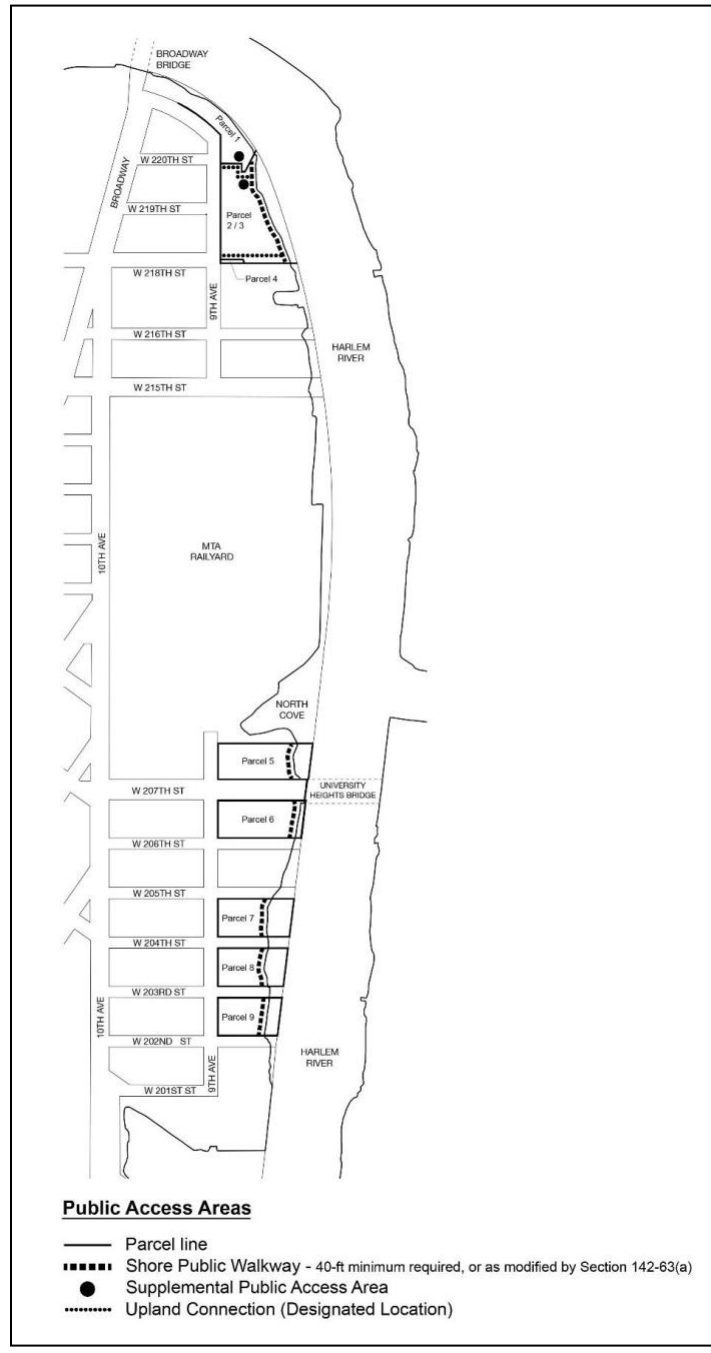 BROADWAY
BRIDGE
Parcel 1
W 220TH ST
BROADWAY
W 219TH ST
Parcel
2 / 3
W 218TH ST
9TH AVE
Parcel 4
W 216TH ST
HARLEM
RIVER
W 215TH ST
MTA
RAILYARD
10TH AVE
NORTH
COVE
Parcel 5
W 207TH ST
UNIVERSITY
HEIGHTS BRIDGE
Parcel 6
W 206TH ST
W 205TH ST
Parcel 7
W 204TH ST
Parcel 8
W 203RD ST
10TH AVE
Parcel 9
W 202ND ST
9TH AVE
HARLEM
RIVER
W 201ST ST
Public Access Areas
Parcel line
Shore Public Walkway - 40-ft minimum required, or as modified by Section 142-63(a)
Supplemental Public Access Area
Upland Connection (Designated Location)